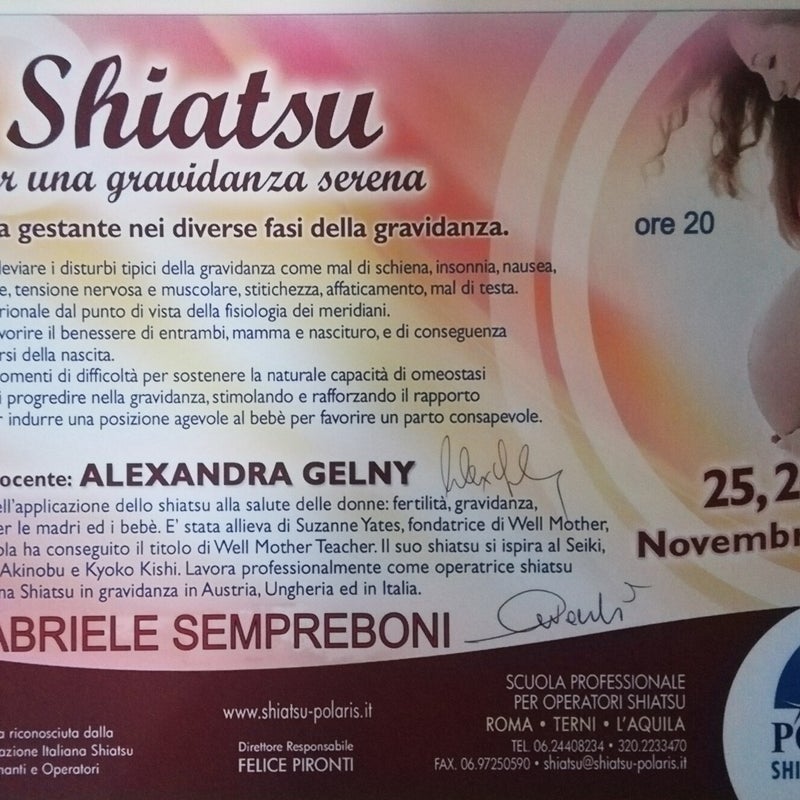 Shiatsu
r una gravidanza serena
a gestante nei diverse fasi della gravidanza.
ore 20
leviare i disturbi tipici della gravidanza come mal di schiena, insonnia, nausea,
e, tensione nervosa e muscolare, stitichezza, affaticamento, mal di testa.
rionale dal punto di vista della fisiologia dei meridiani.
vorire il benessere di entrambi, mamma e nascituro, e di conseguenza
rsi della nascita.
omenti di difficoltà per sostenere la naturale capacità di omeostasi
i progredire nella gravidanza, stimolando e rafforzando il rapporto
r indurre una posizione agevole al bebè per favorire un parto consapevole.
ocente: ALEXANDRA GELNY
ell'applicazione dello shiatsu alla salute delle donne: fertilità, gravidanza,
er le madri ed i bebè. E' stata allieva di Suzanne Yates, fondatrice di Well Mother,
ola ha conseguito il titolo di Well Mother Teacher. Il suo shiatsu si ispira al Seiki,
Akinobu e Kyoko Kishi. Lavora professionalmente come operatrice shiatsu
na Shiatsu in gravidanza in Austria, Ungheria ed in Italia.
25, 2
Novembr
ABRIELE SEMPREBONI
a riconosciuta dalla
azione Italiana Shiatsu
nanti e Operatori
www.shiatsu-polaris.it
Direttore Responsabile
FELICE PIRONTI
SCUOLA PROFESSIONALE
PER OPERATORI SHIATSU
ROMA • TERNI • L'AQUILA
TEL. 06.24408234 • 320.2233470
FAX. 06.97250590 • shiatsu@shiatsu-polaris.it
P
SHI